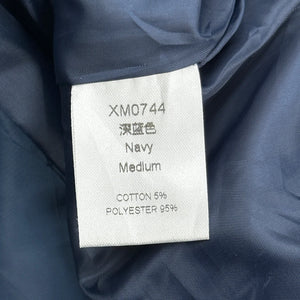 XM0744
深蓝色
Navy
Medium
COTTON 5%
POLYESTER 95%